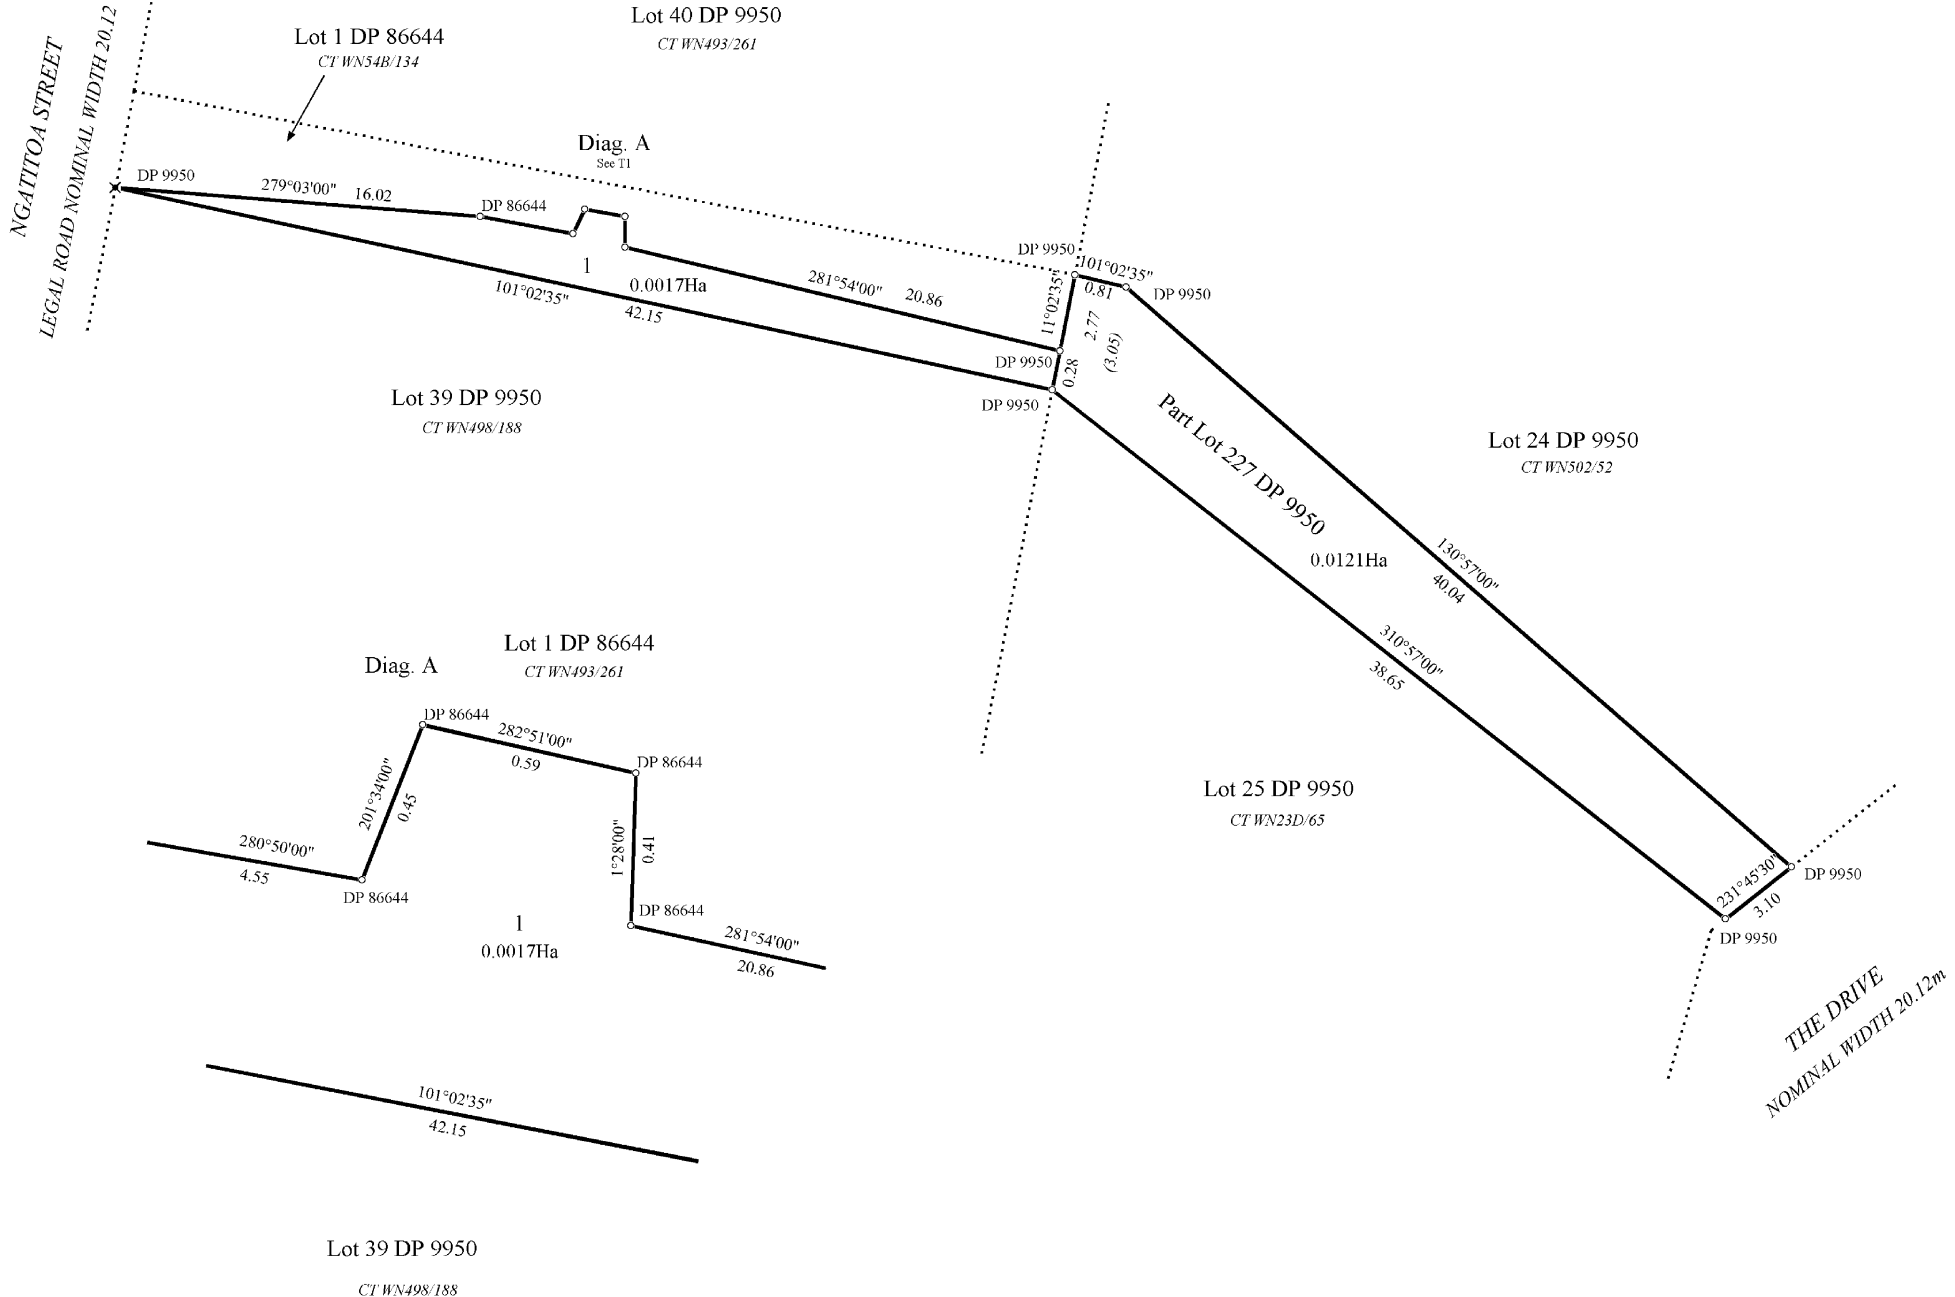 Lot 40 DP 9950
CT WN493/261
Lot 1 DP 86644
CT WN54B/134
NGATITOA STREET
LEGAL ROAD NOMINAL WIDTH 20.12
Diag. A
See T1
DP 9950
279°03'00" 16.02
DP 86644
1
0.0017Ha
101°02'35"
42.15
281°54'00" 20.86
DP 9950
101°02'35"
0.81
DP 9950
11°02'35"
2.77
(3.05)
DP 9950
0.28
DP 9950
Lot 39 DP 9950
CT WN498/188
Part Lot 227 DP 9950
0.0121Ha
Lot 24 DP 9950
CT WN502/52
130°57'00"
40.04
310°57'00"
38.65
Lot 25 DP 9950
CT WN23D/65
231°45'30"
3.10
DP 9950
DP 9950
THE DRIVE
NOMINAL WIDTH 20.12m
Lot 1 DP 86644
CT WN493/261
Diag. A
DP 86644
282°51'00"
0.59
DP 86644
201°34'00"
0.45
1°28'00"
0.41
280°50'00"
4.55
DP 86644
DP 86644
1
0.0017Ha
281°54'00"
20.86
101°02'35"
42.15
Lot 39 DP 9950
CT WN498/188